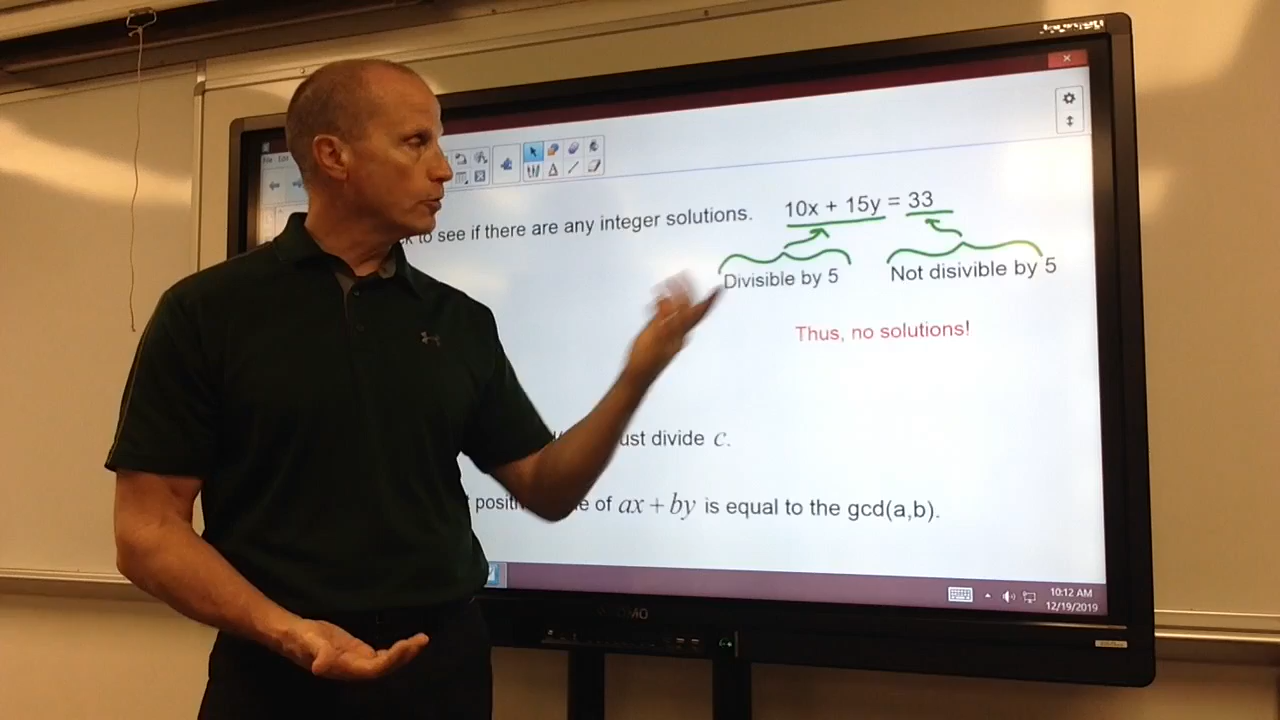 File Edit
to see if there are any integer solutions. 10x + 15y = 33
Divisible by 5 Not disivible by 5
Thus, no solutions!
ust divide c.
positi e of ax + by is equal to the gcd(a,b).
10:12 AM
12/19/2019